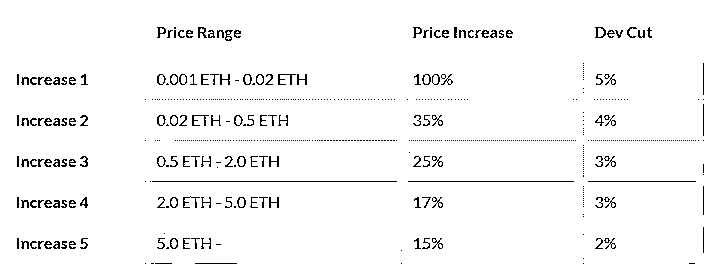 Price Range Price Increase Dev Cut
Increase 1 0.001 ETH - 0.02 ETH 100% 5%
Increase 2 0.02 ETH - 0.5 ETH 35% 4%
Increase 3 0.5 ETH - 2.0 ETH 25% 3%
Increase 4 2.0 ETH - 5.0 ETH 17% 3%
Increase 5 5.0 ETH - 15% 2%